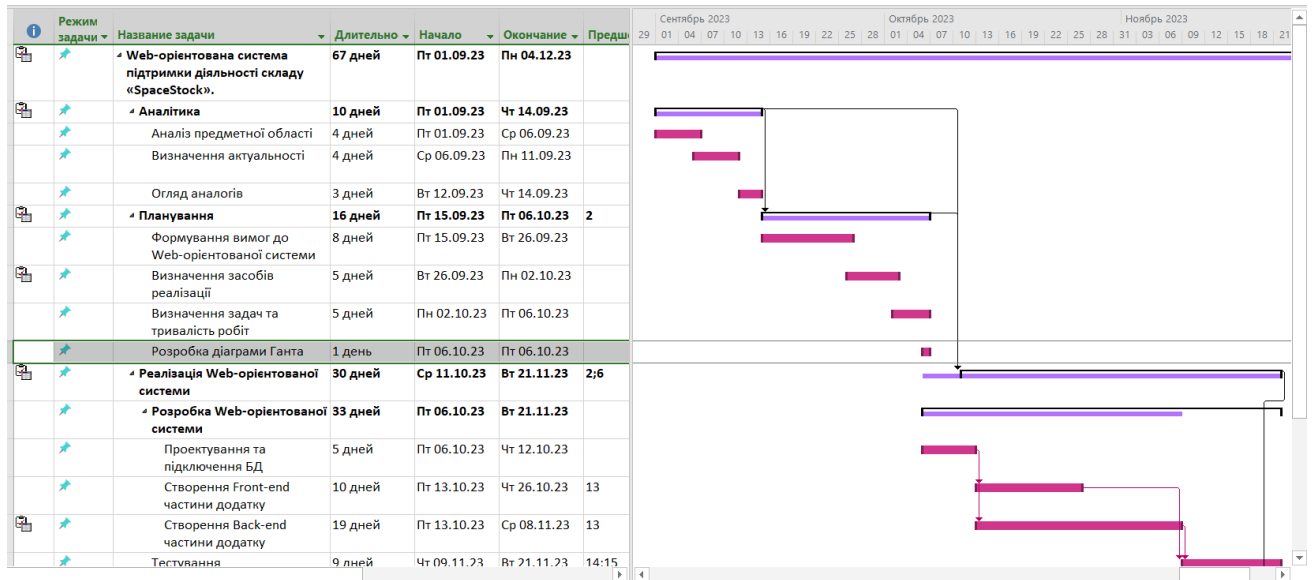 Сентябрь 2023 Октябрь 2023 Ноябрь 2023
Режим
задачи Название задачи Длительно Начало Окончание Предш 29 01 04 07 10 13 16 19 22 25 28 01 04 07 10 13 16 19 22 25 28 31 03 06 09 12 15 18 21
Web-орієнтована система 67 дней Пт 01.09.23 Пн 04.12.23
підтримки діяльності складу
«SpaceStock».
Аналітика 10 дней Пт 01.09.23 Чт 14.09.23
Аналіз предметної області 4 дней Пт 01.09.23 Ср 06.09.23
Визначення актуальності 4 дней Ср 06.09.23 Пн 11.09.23
Огляд аналогів 3 дней Вт 12.09.23 Чт 14.09.23
Планування 16 дней Пт 15.09.23 Пт 06.10.23 2
Формування вимог до 8 дней Пт 15.09.23 Вт 26.09.23
Web-орієнтованої системи
Визначення засобів 5 дней Вт 26.09.23 Пн 02.10.23
реалізації
Визначення задач та 5 дней Пн 02.10.23 Пт 06.10.23
тривалість робіт
Розробка діаграми Ганта 1 день Пт 06.10.23 Пт 06.10.23
Реалізація Web-орієнтованої 30 дней Ср 11.10.23 Вт 21.11.23 2;6
системи
Розробка Web-орієнтованої 33 дней Пт 06.10.23 Вт 21.11.23
системи
Проектування та 5 дней Пт 06.10.23 Чт 12.10.23
підключення БД
Створення Front-end 10 дней Пт 13.10.23 Чт 26.10.23 13
частини додатку
Створення Back-end 19 дней Пт 13.10.23 Ср 08.11.23 13
частини додатку
Тестування 9 дней Чт 09.11.23 Вт 21.11.23 14;15